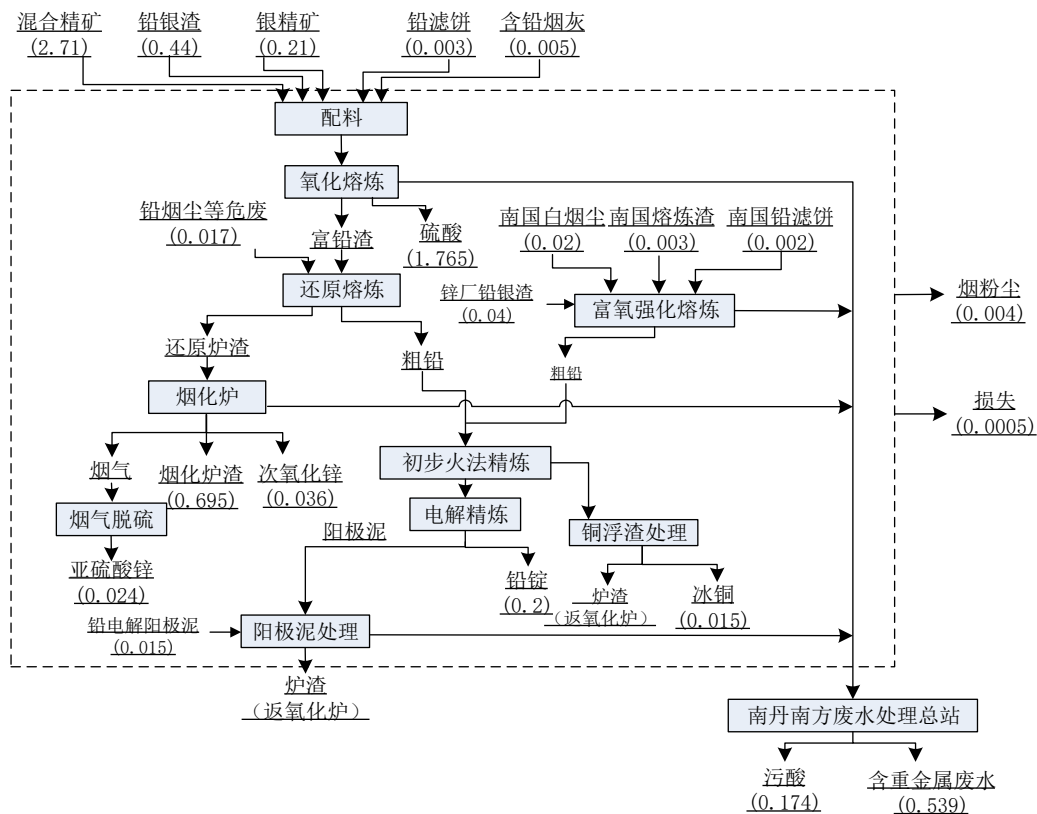 混合精矿
(2.71)
铅银渣
(0.44)
银精矿
(0.21)
铅滤饼
(0.003)
含铅烟灰
(0.005)
配料
氧化熔炼
铅烟尘等危废
(0.017)
富铅渣
硫酸
(1.765)
南国白烟尘
(0.02)
南国熔炼渣
(0.003)
南国铅滤饼
(0.002)
还原熔炼
锌厂铅银渣
(0.04)
富氧强化熔炼
烟粉尘
(0.004)
还原炉渣
粗铅
粗铅
烟化炉
损失
(0.0005)
烟气
烟化炉渣
(0.695)
次氧化锌
(0.036)
初步火法精炼
烟气脱硫
电解精炼
铜浮渣处理
阳极泥
亚硫酸锌
(0.024)
铅锭
(0.2)
炉渣
（返氧化炉）
冰铜
(0.015)
铅电解阳极泥
(0.015)
阳极泥处理
炉渣
（返氧化炉）
南丹南方废水处理总站
污酸
(0.174)
含重金属废水
(0.539)